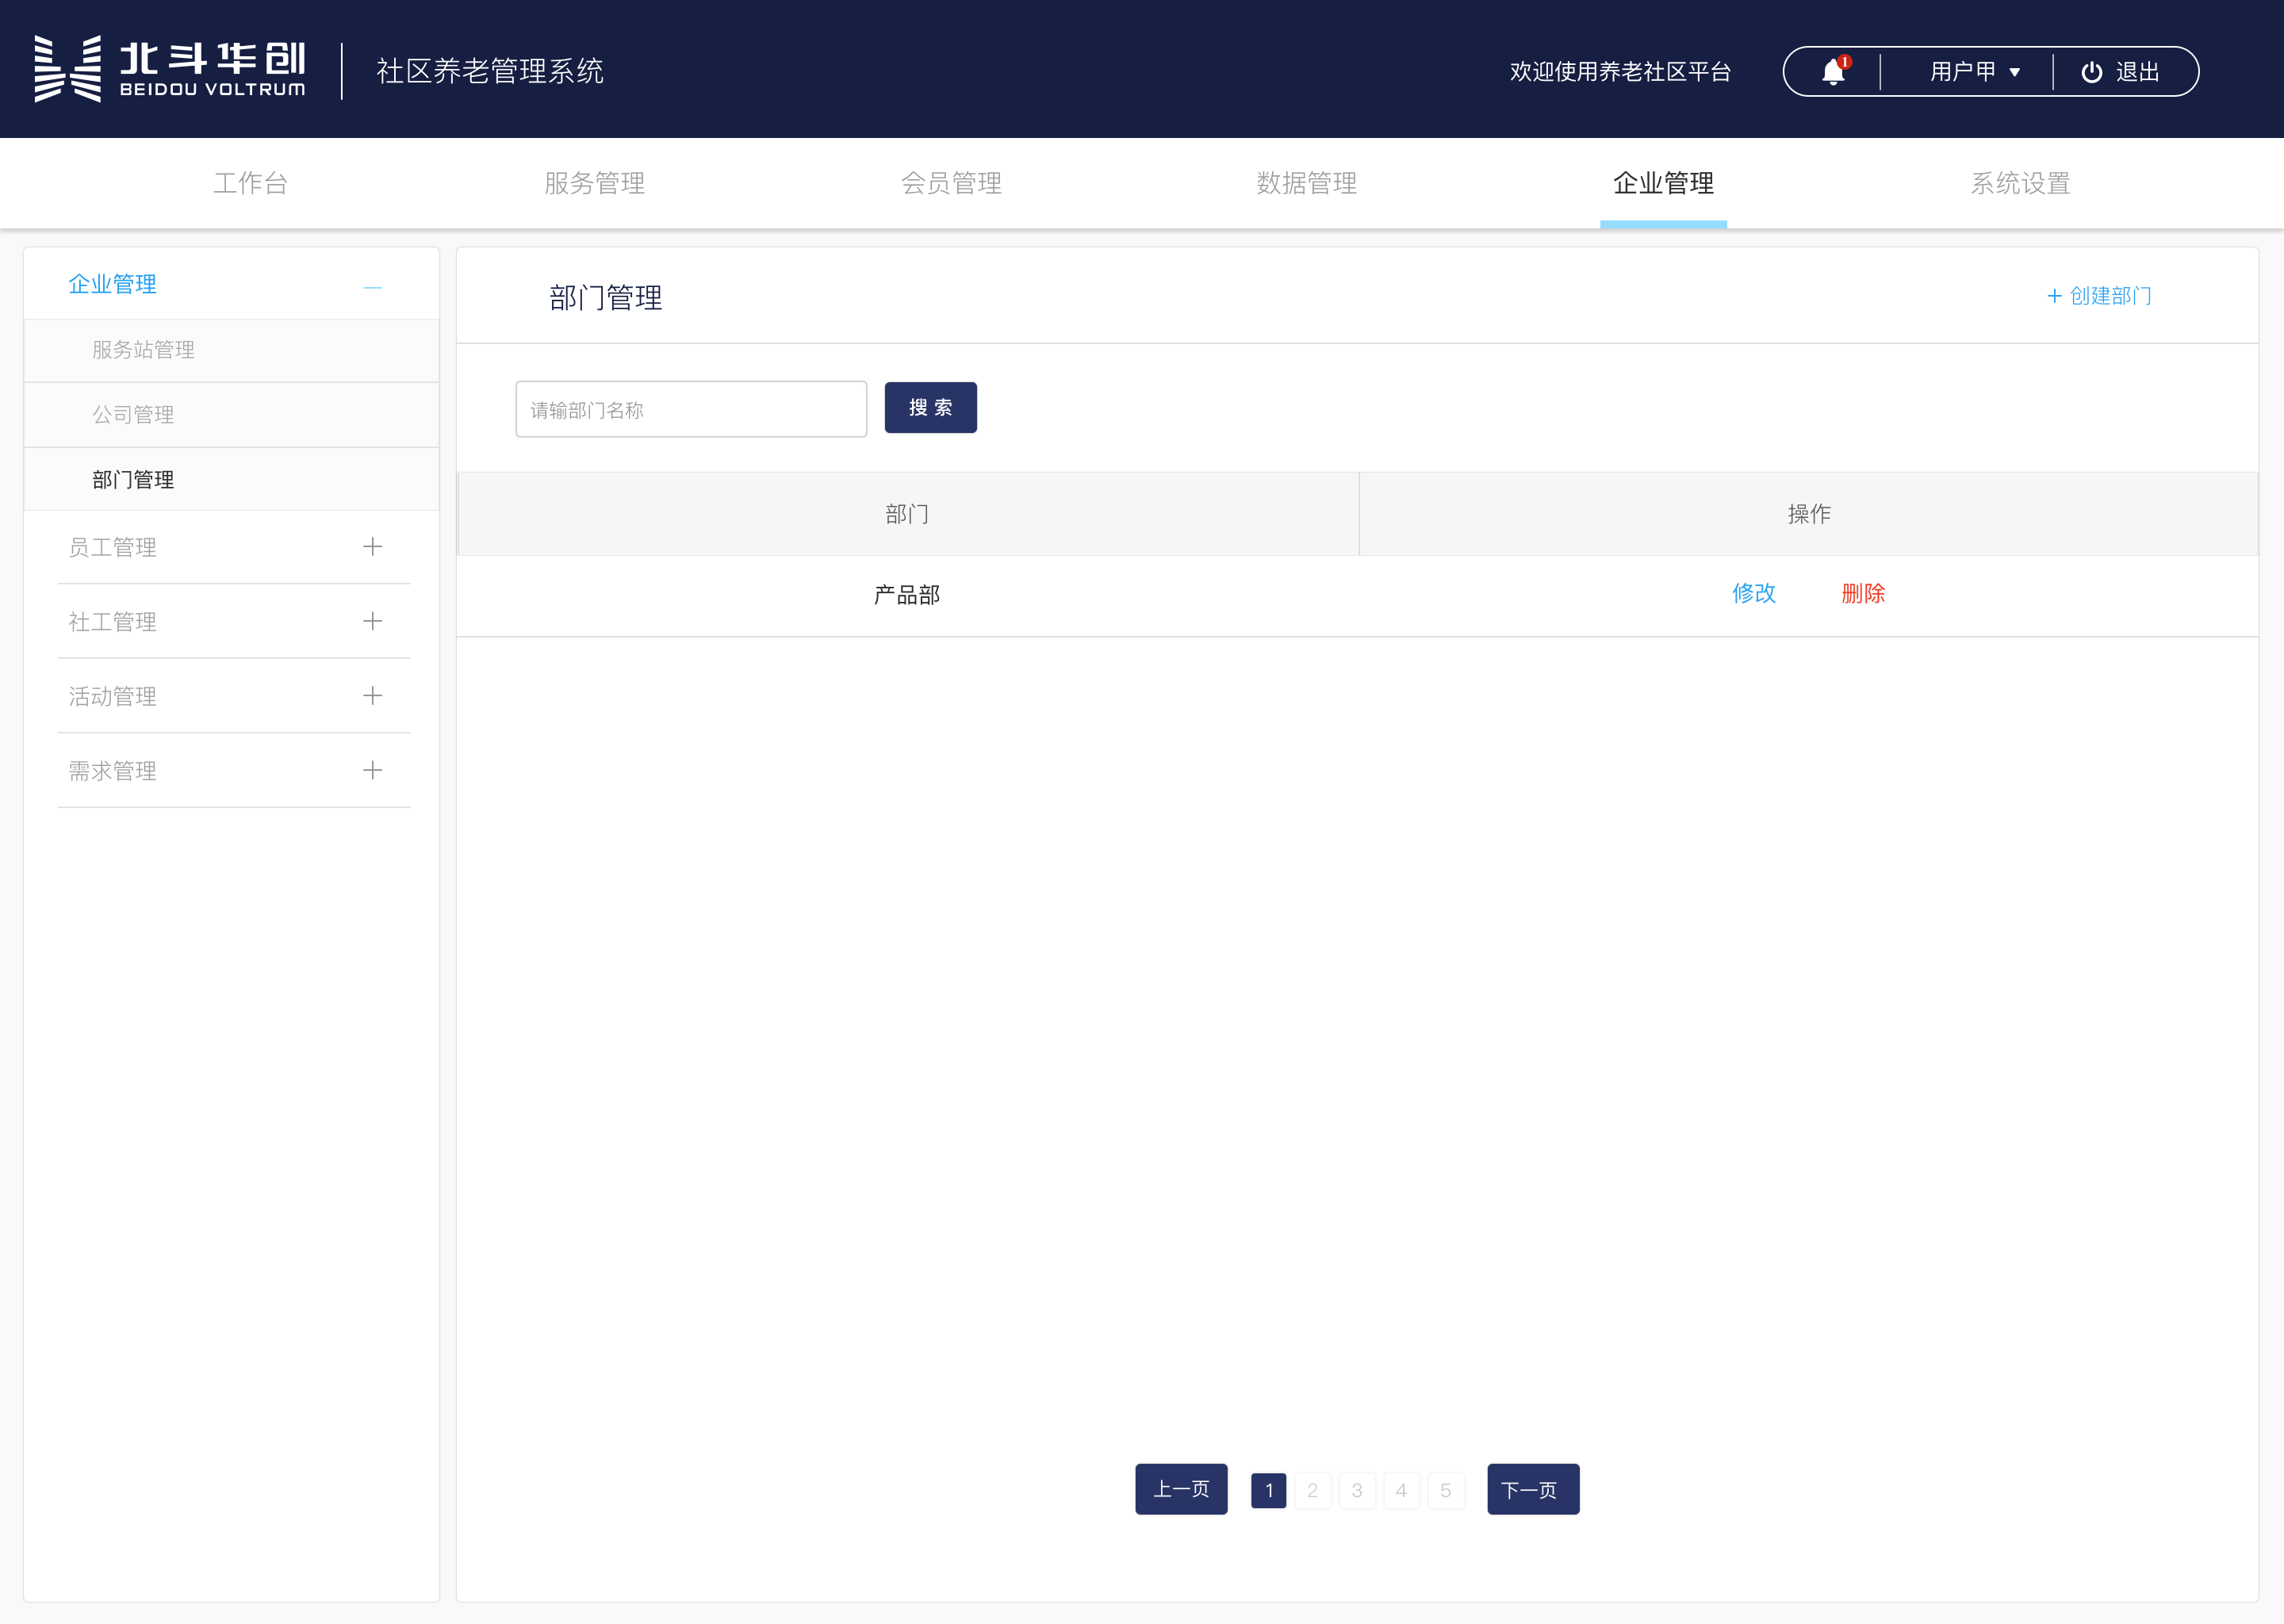 北斗华创
BEIDOU VOLTRUM
社区养老管理系统
欢迎使用养老社区平台
1
用户甲
退出
工作台
服务管理
会员管理
数据管理
企业管理
系统设置
企业管理
服务站管理
公司管理
部门管理
员工管理
社工管理
活动管理
需求管理
部门管理
+ 创建部门
请输部门名称
搜 索
部门
操作
产品部
修改
删除
上一页
1
2
3
4
5
下一页